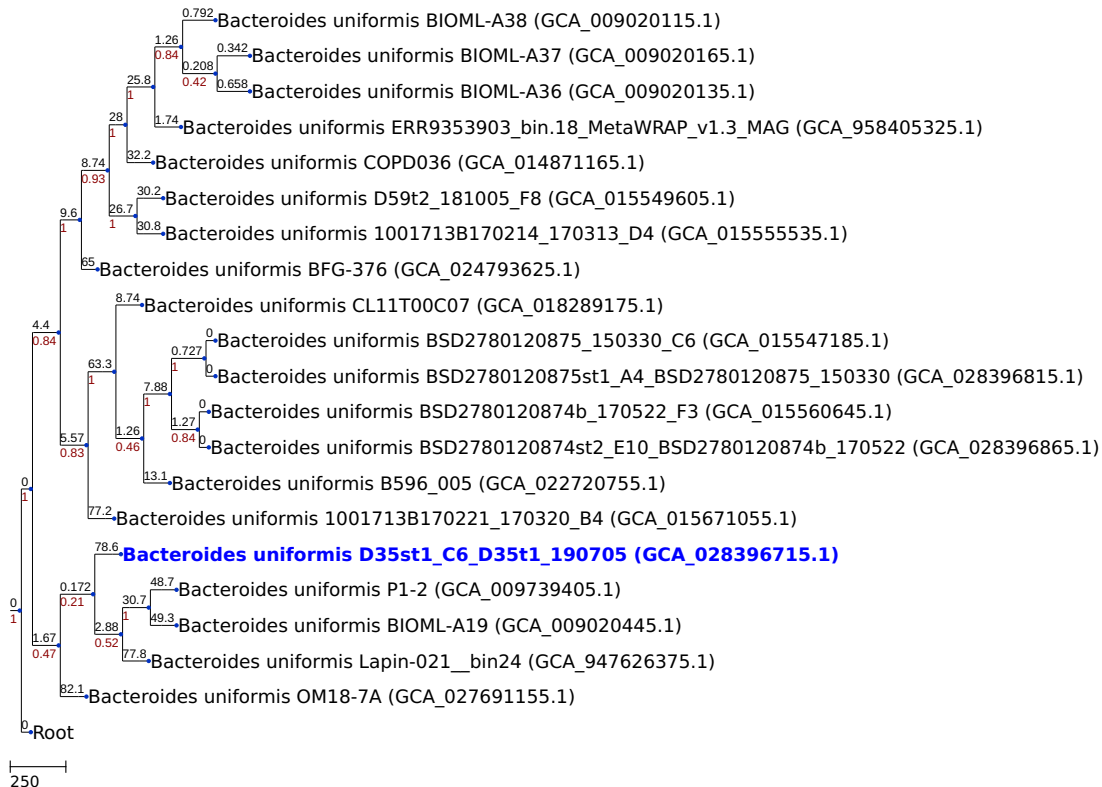 0.792 Bacteroides uniformis BIOML-A38 (GCA_009020115.1)
1.26
0.84
0.342 Bacteroides uniformis BIOML-A37 (GCA_009020165.1)
0.208
0.42
25.8
1
0.658 Bacteroides uniformis BIOML-A36 (GCA_009020135.1)
28
1
1.74 Bacteroides uniformis ERR9353903_bin.18_MetaWRAP_v1.3_MAG (GCA_958405325.1)
32.2 Bacteroides uniformis COPD036 (GCA_014871165.1)
8.74
0.93
30.2 Bacteroides uniformis D59t2_181005_F8 (GCA_015549605.1)
26.7
1
30.8 Bacteroides uniformis 1001713B170214_170313_D4 (GCA_015555535.1)
9.6
1
65 Bacteroides uniformis BFG-376 (GCA_024793625.1)
8.74 Bacteroides uniformis CL11T00C07 (GCA_018289175.1)
4.4
0.84
0 Bacteroides uniformis BSD2780120875_150330_C6 (GCA_015547185.1)
0.727
1
63.3
1
0 Bacteroides uniformis BSD2780120875st1_A4_BSD2780120875_150330 (GCA_028396815.1)
7.88
1
0 Bacteroides uniformis BSD2780120874b_170522_F3 (GCA_015560645.1)
1.27
0.84
1.26
0.46
5.57
0.83
0 Bacteroides uniformis BSD2780120874st2_E10_BSD2780120874b_170522 (GCA_028396865.1)
13.1 Bacteroides uniformis B596_005 (GCA_022720755.1)
0
1
77.2 Bacteroides uniformis 1001713B170221_170320_B4 (GCA_015671055.1)
78.6 Bacteroides uniformis D35st1_C6_D35t1_190705 (GCA_028396715.1)
0.172
0.21
48.7 Bacteroides uniformis P1-2 (GCA_009739405.1)
30.7
1
0
1
49.3 Bacteroides uniformis BIOML-A19 (GCA_009020445.1)
2.88
0.52
1.67
0.47
77.8 Bacteroides uniformis Lapin-021__bin24 (GCA_947626375.1)
82.1 Bacteroides uniformis OM18-7A (GCA_027691155.1)
0 Root
250